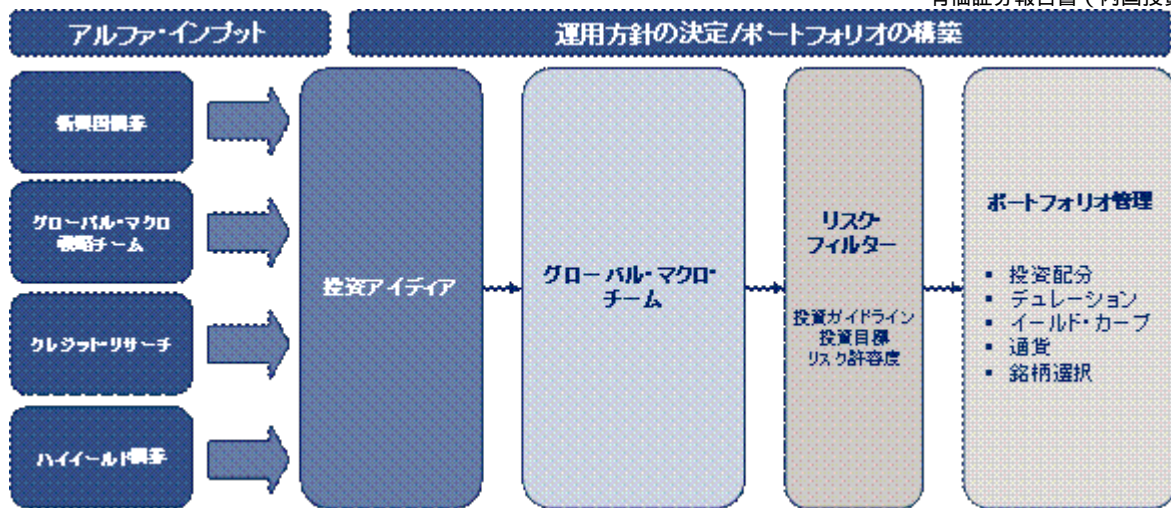 有価証券報告書(内国投資
アルファ・インプット
運用方針の決定/ポートフォリオの構築
新興国債券
グローバル・マクロ
戦略チーム
クレジット・リサーチ
ハイイールド債券
投資アイディア
グローバル・マクロ・
チーム
リスク・
フィルター
投資ガイドライン
投資目標
リスク許容度
ポートフォリオ管理
▪ 投資配分
▪ デュレーション
▪ イールド・カーブ
▪ 通貨
▪ 銘柄選択